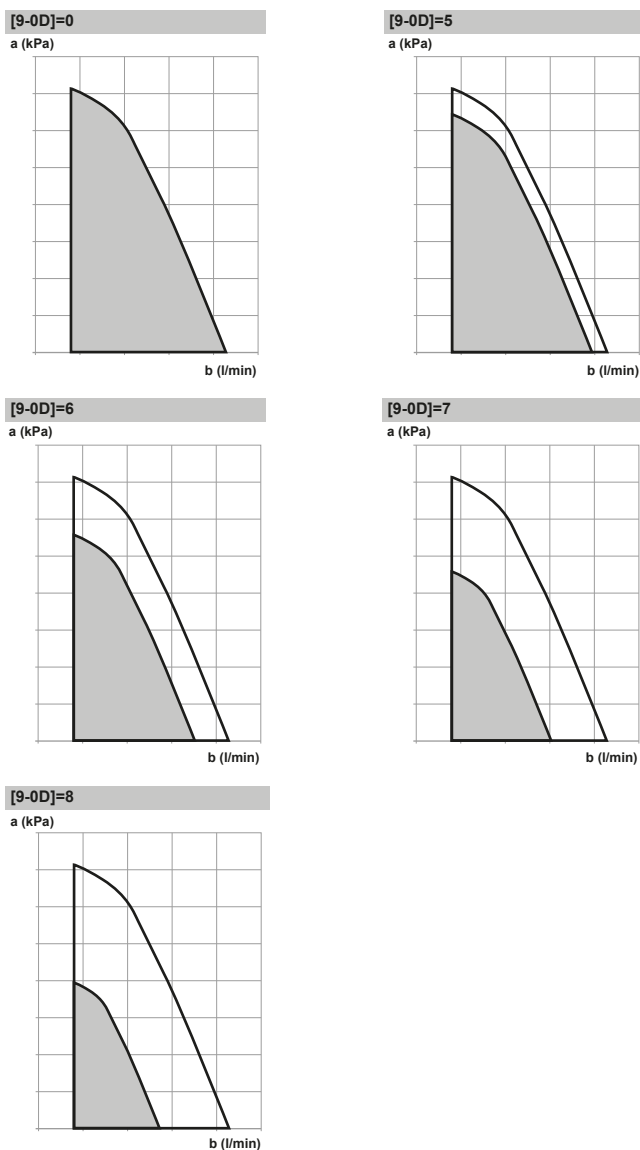 [9-0D]=0
a (kPa)
b (l/min)
[9-0D]=5
a (kPa)
b (l/min)
[9-0D]=6
a (kPa)
b (l/min)
[9-0D]=7
a (kPa)
b (l/min)
[9-0D]=8
a (kPa)
b (l/min)